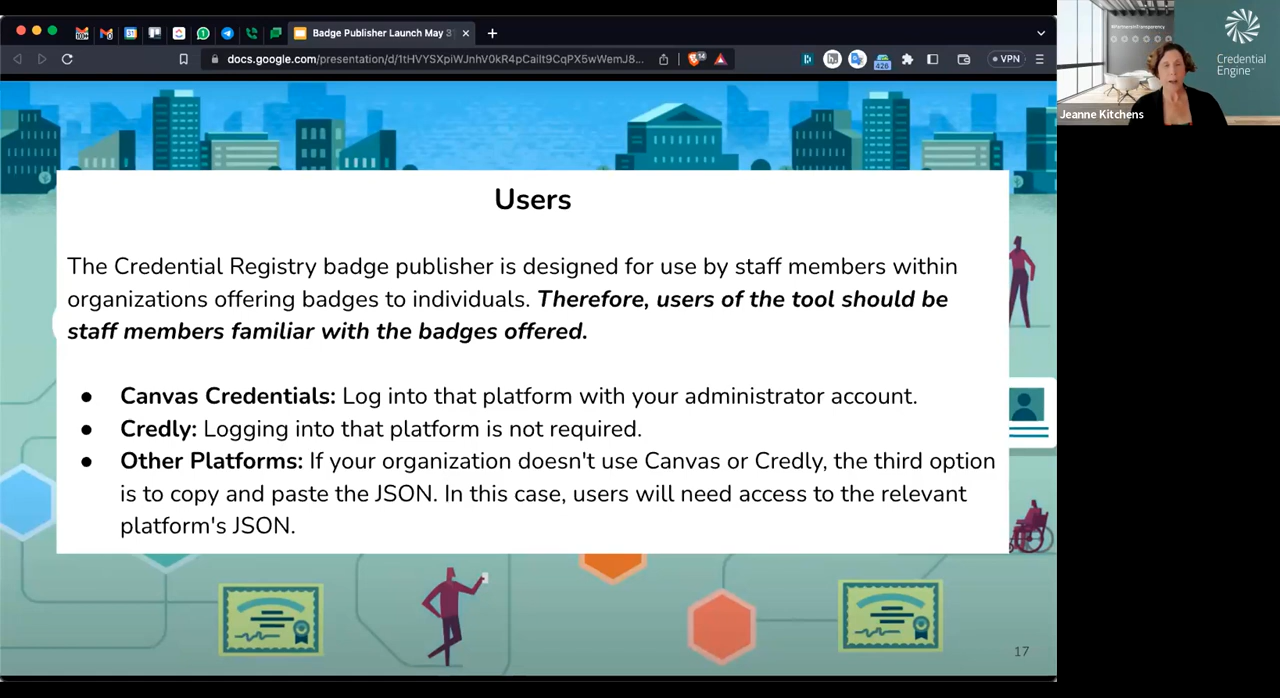 Badge Publisher Launch May 3
docs.google.com/presentation/d/1tHVYSXpiWJnhV0kR4pCailt9CqPX5wWemJ8...
14
426
VPN
Credential
Engine
Jeanne Kitchens
Users
The Credential Registry badge publisher is designed for use by staff members within
organizations offering badges to individuals. Therefore, users of the tool should be
staff members familiar with the badges offered.
● Canvas Credentials: Log into that platform with your administrator account.
● Credly: Logging into that platform is not required.
● Other Platforms: If your organization doesn't use Canvas or Credly, the third option
is to copy and paste the JSON. In this case, users will need access to the relevant
platform's JSON.
17